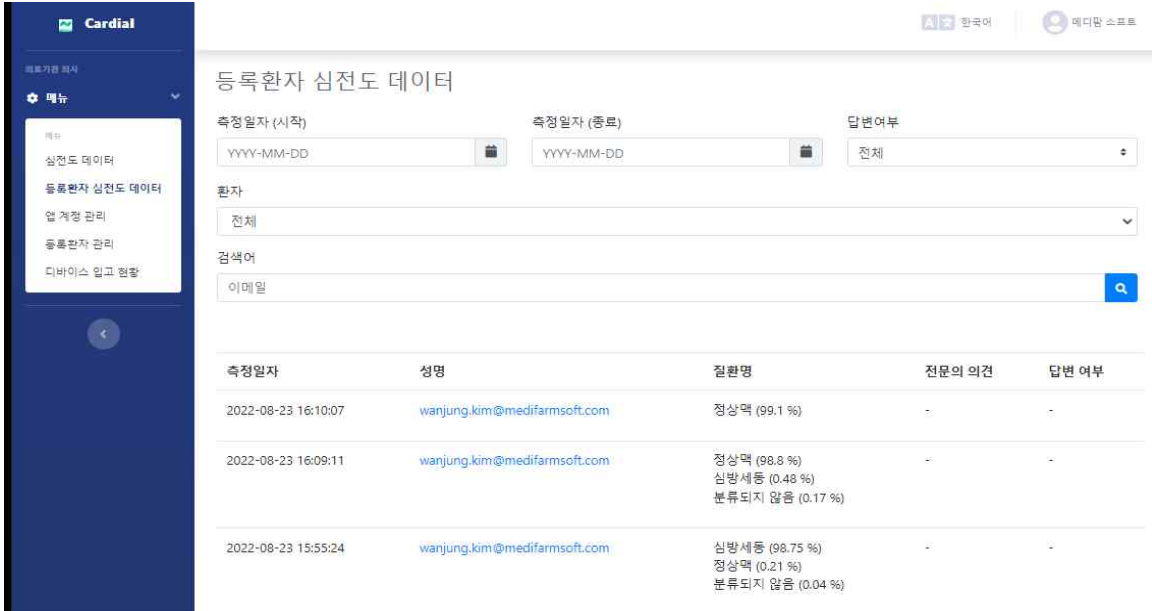 Cardial
한국어
메디팜 소프트
의료기관 의사
메뉴
메뉴
심전도 데이터
등록환자 심전도 데이터
앱 계정 관리
등록환자 관리
디바이스 입고 현황
등록환자 심전도 데이터
측정일자 (시작) 측정일자 (종료) 답변여부
YYYY-MM-DD YYYY-MM-DD 전체
환자
전체
검색어
이메일
측정일자 성명 질환명 전문의 의견 답변 여부
2022-08-23 16:10:07 wanjung.kim@medifarmsoft.com 정상맥 (99.1 %) - -
2022-08-23 16:09:11 wanjung.kim@medifarmsoft.com 정상맥 (98.8 %) - -
심방세동 (0.48 %)
분류되지 않음 (0.17 %)
2022-08-23 15:55:24 wanjung.kim@medifarmsoft.com 심방세동 (98.75 %) - -
정상맥 (0.21 %)
분류되지 않음 (0.04 %)